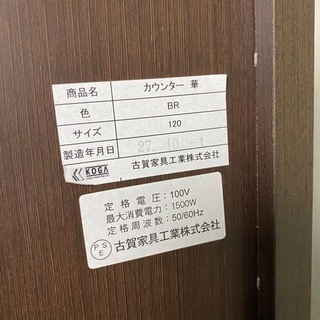 商品名 カウンター 華
色 BR
サイズ 120
製造年月日 27.10.1
KOGA 古賀家具工業株式会社
定格電圧:100V
最大消費電力:1500W
定格周波数:50/60Hz
PSE 古賀家具工業株式会社